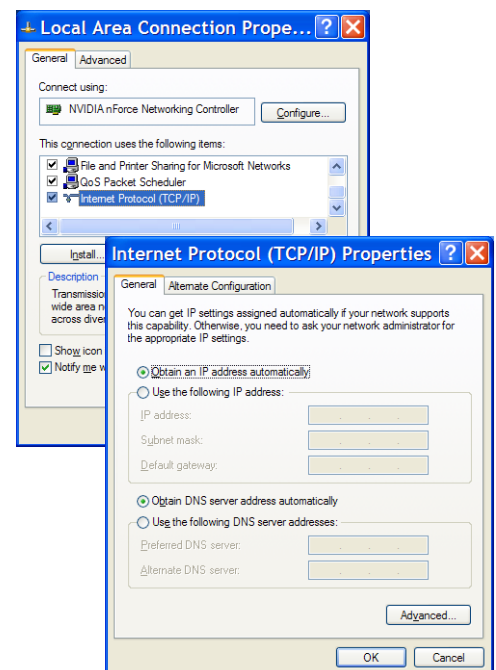 Local Area Connection Prope...
General Advanced
Connect using:
NVIDIA nForce Networking Controller Configure...
This connection uses the following items:
File and Printer Sharing for Microsoft Networks
QoS Packet Scheduler
Internet Protocol (TCP/IP)
Install...
Description
wide area
across
Show icon
Notify me
Internet Protocol (TCP/IP) Properties
General Alternate Configuration
You can get IP settings assigned automatically if your network supports
this capability. Otherwise, you need to ask your network administrator for
the appropriate IP settings.
Obtain an IP address automatically
Use the following IP address:
IP address:
Subnet mask:
Default gateway:
Obtain DNS server address automatically
Use the following DNS server addresses:
Preferred DNS server:
Alternate DNS server:
Advanced...
OK Cancel